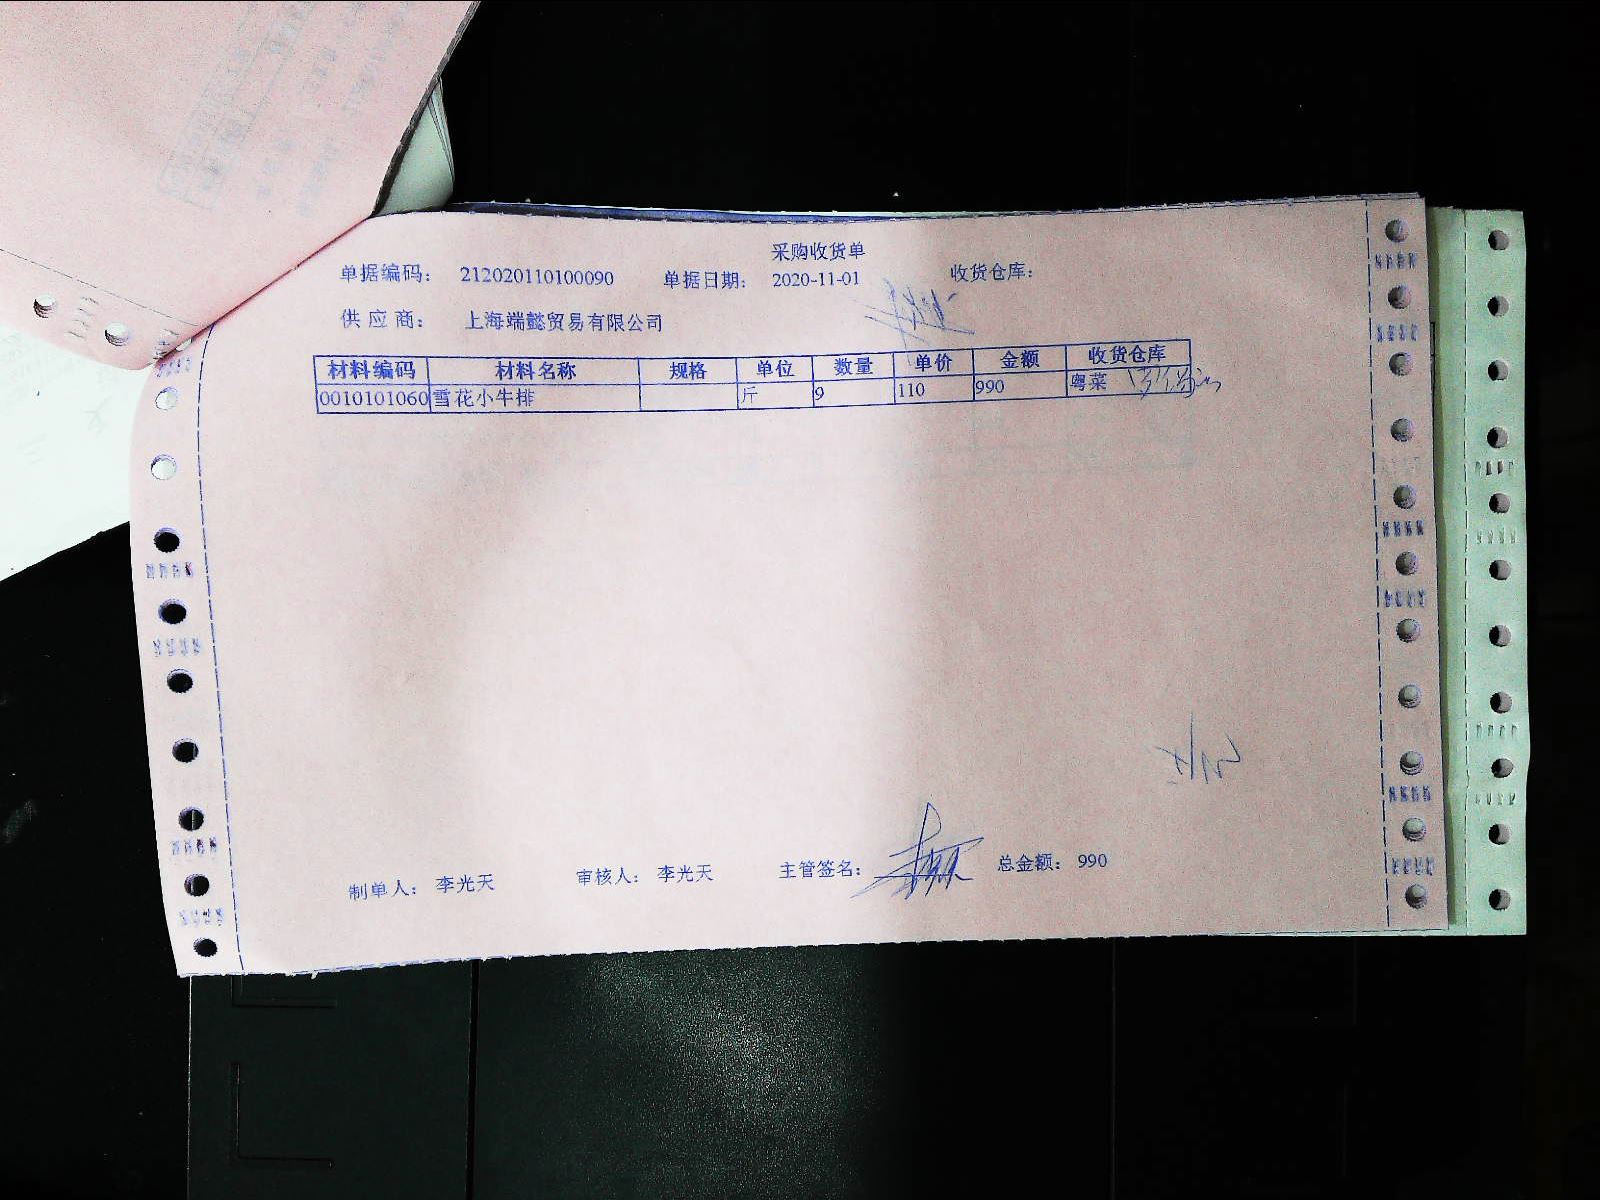 采购收货单
单据编码： 212020110100090 单据日期： 2020-11-01 收货仓库：
供 应 商： 上海端懿贸易有限公司
材料编码 材料名称 规格 单位 数量 单价 金额 收货仓库
0010101060 雪花小牛排 斤 9 110 990 粤菜
制单人： 李光天 审核人： 李光天 主管签名： 总金额： 990